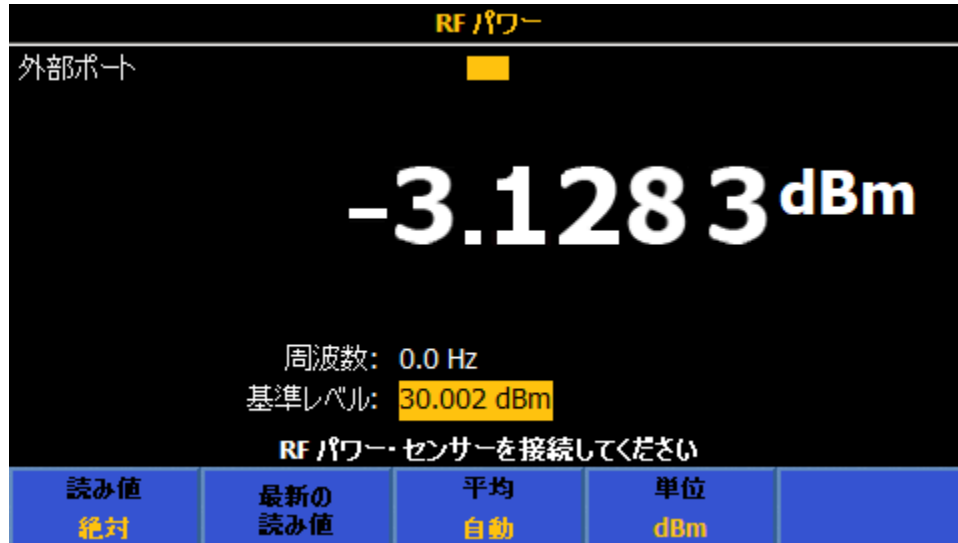 RF パワー
外部ポート
-3.1283 dBm
周波数: 0.0 Hz
基準レベル: 30.002 dBm
RF パワー・センサーを接続してください
読み値 最新の 平均 単位
絶対 読み値 自動 dBm